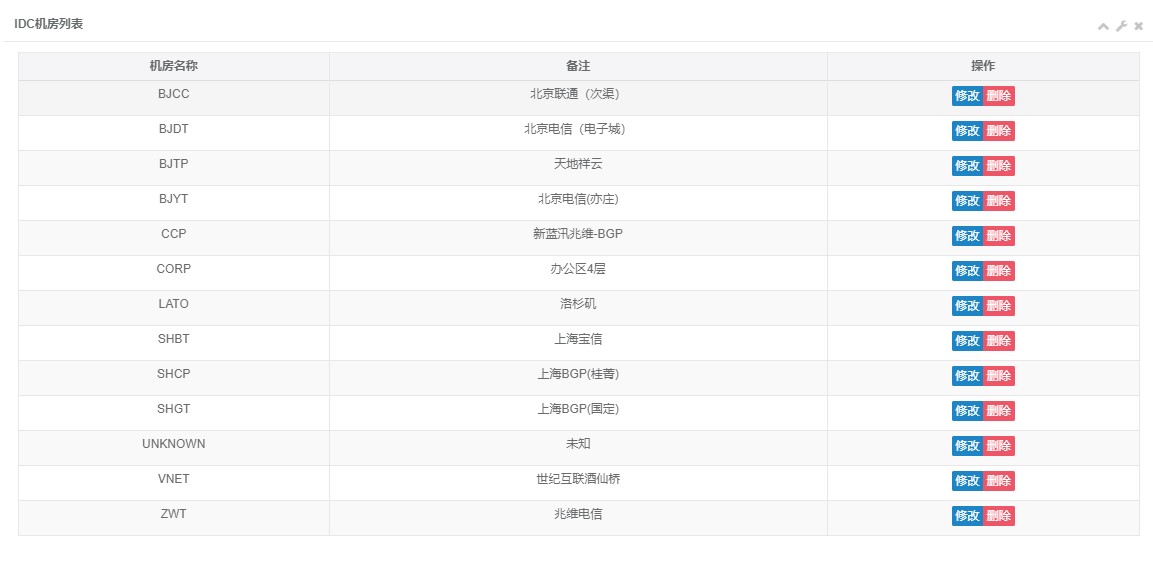 IDC机房列表
机房名称 备注 操作
BJCC 北京联通（次渠） 修改 删除
BJDT 北京电信（电子城） 修改 删除
BJTP 天地祥云 修改 删除
BJYT 北京电信(亦庄) 修改 删除
CCP 新蓝汛兆维-BGP 修改 删除
CORP 办公区4层 修改 删除
LATO 洛杉矶 修改 删除
SHBT 上海宝信 修改 删除
SHCP 上海BGP(桂菁) 修改 删除
SHGT 上海BGP(国定) 修改 删除
UNKNOWN 未知 修改 删除
VNET 世纪互联酒仙桥 修改 删除
ZWT 兆维电信 修改 删除